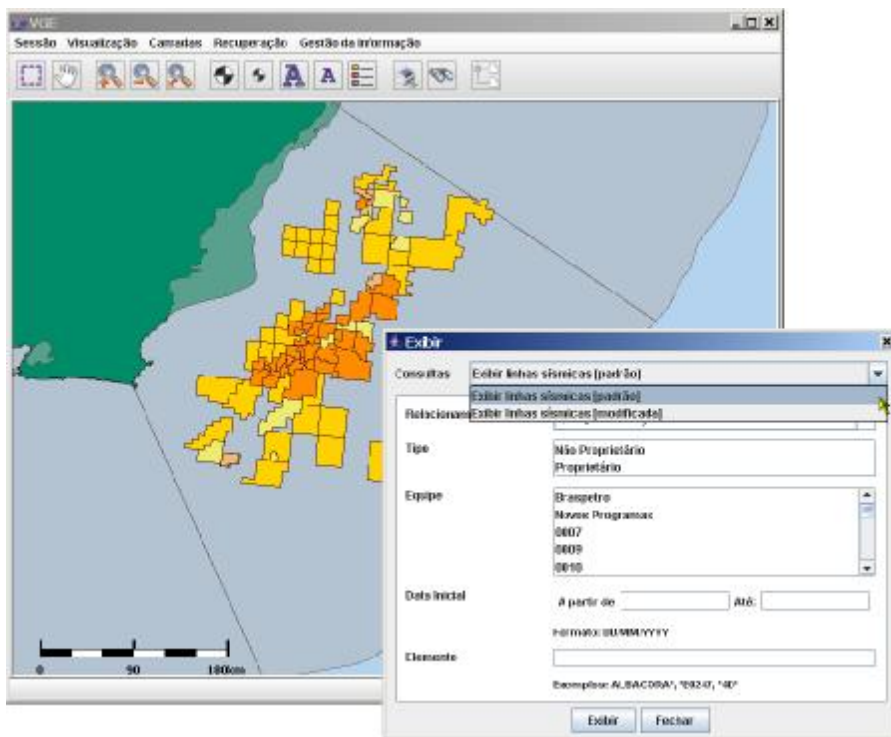 VGE
Sessão Visualização Camadas Recuperação Gestão da Informação
A A
0 90 180km
Exibir
Consultas Exibir linhas sísmicas [padrão]
Exibir linhas sísmicas [padrão]
Exibir linhas sísmicas [modificada]
Tipo
Não Proprietário
Proprietário
Equipe
Braspetro
Novos Programas
0007
0009
0010
Data Inicial
A partir de Até:
Formato: DD/MM/YYYY
Elemento
Exemplos: ALBACORA*, *0024*, *4D*
Exibir Fechar